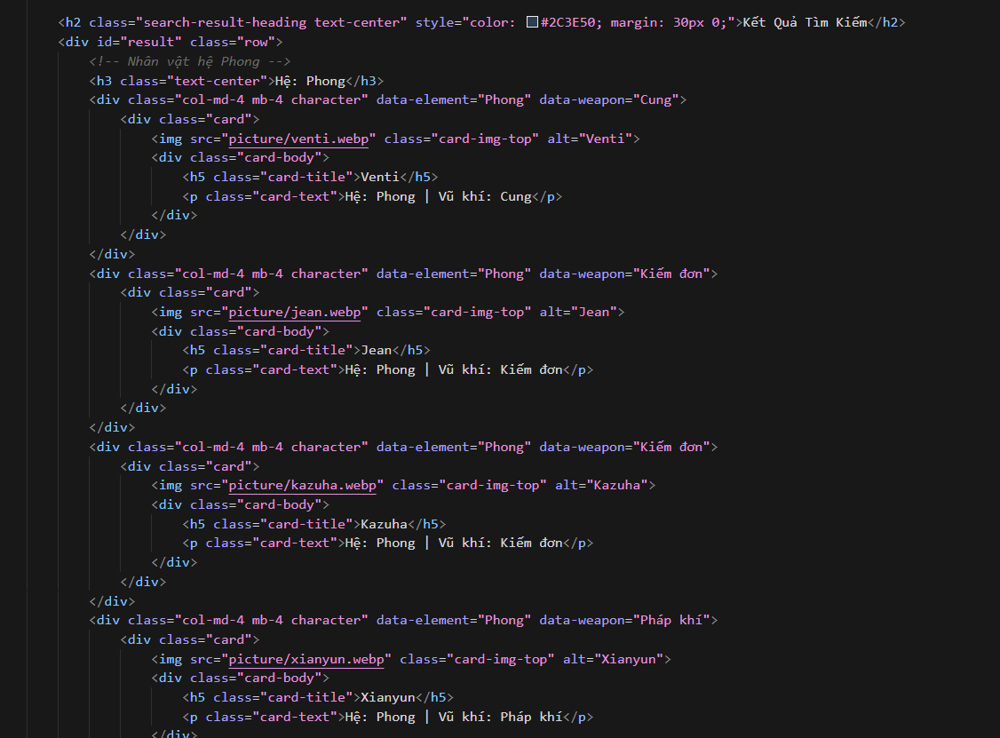 <h2 class="search-result-heading text-center" style="color: #2C3E50; margin: 30px 0;">Kết Quả Tìm Kiếm</h2>
<div id="result" class="row">
<!-- Nhân vật hệ Phong -->
<h3 class="text-center">Hệ: Phong</h3>
<div class="col-md-4 mb-4 character" data-element="Phong" data-weapon="Cung">
<div class="card">
<img src="picture/venti.webp" class="card-img-top" alt="Venti">
<div class="card-body">
<h5 class="card-title">Venti</h5>
<p class="card-text">Hệ: Phong | Vũ khí: Cung</p>
</div>
</div>
</div>
<div class="col-md-4 mb-4 character" data-element="Phong" data-weapon="Kiếm đơn">
<div class="card">
<img src="picture/jean.webp" class="card-img-top" alt="Jean">
<div class="card-body">
<h5 class="card-title">Jean</h5>
<p class="card-text">Hệ: Phong | Vũ khí: Kiếm đơn</p>
</div>
</div>
</div>
<div class="col-md-4 mb-4 character" data-element="Phong" data-weapon="Kiếm đơn">
<div class="card">
<img src="picture/kazuha.webp" class="card-img-top" alt="Kazuha">
<div class="card-body">
<h5 class="card-title">Kazuha</h5>
<p class="card-text">Hệ: Phong | Vũ khí: Kiếm đơn</p>
</div>
</div>
</div>
<div class="col-md-4 mb-4 character" data-element="Phong" data-weapon="Pháp khí">
<div class="card">
<img src="picture/xianyun.webp" class="card-img-top" alt="Xianyun">
<div class="card-body">
<h5 class="card-title">Xianyun</h5>
<p class="card-text">Hệ: Phong | Vũ khí: Pháp khí</p>
</div>